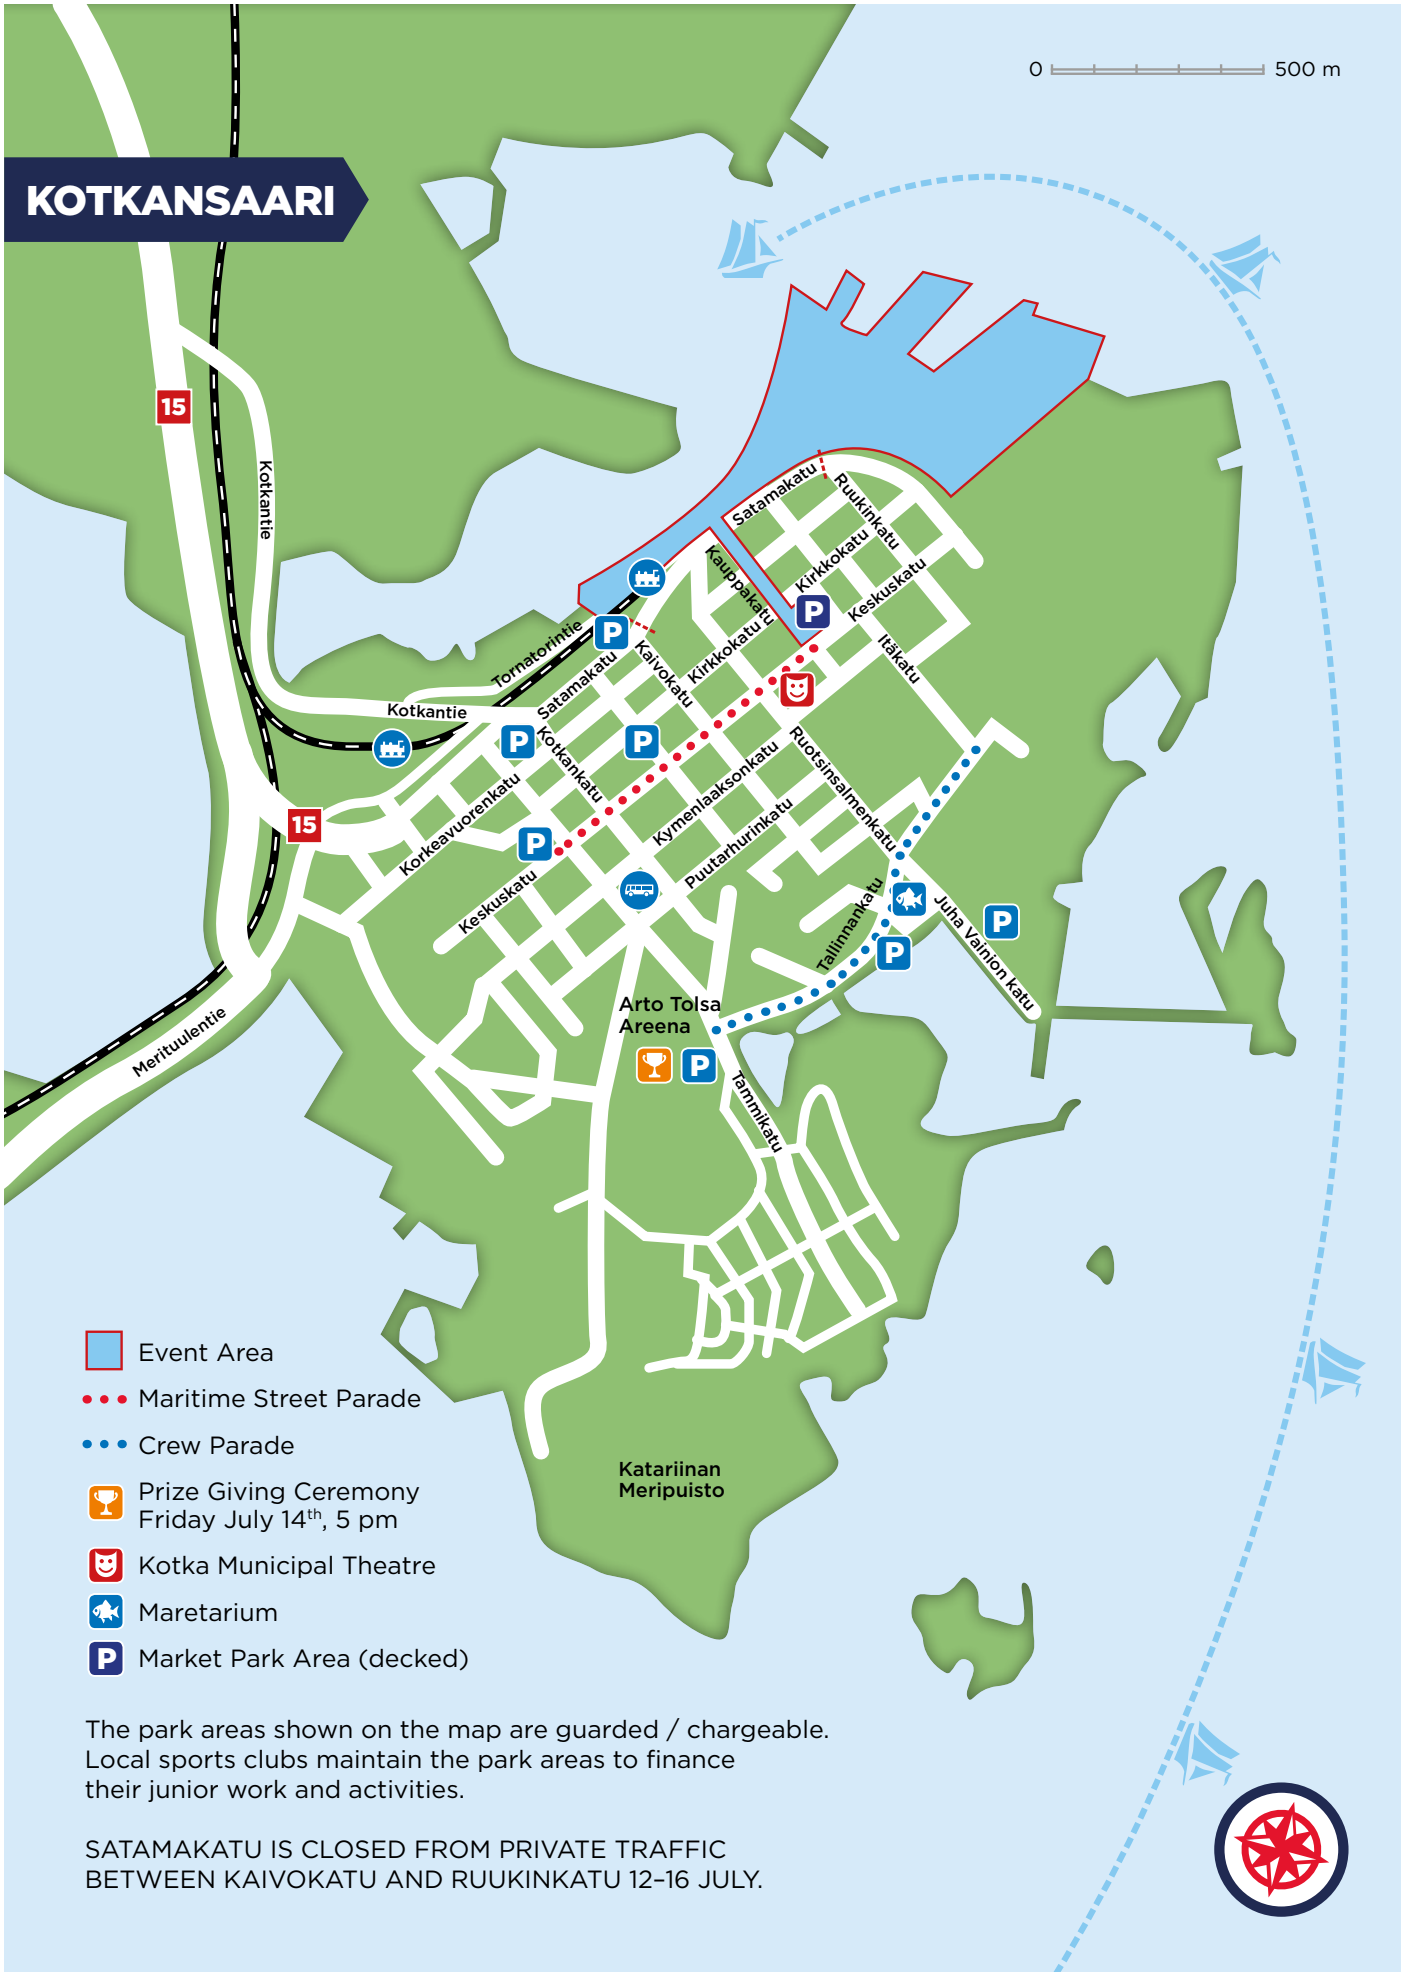 0 500 m
KOTKANSAARI
15
Kotkantie
Satamakatu
Ruukinkatu
Kauppakatu
Kirkkokatu
Keskuskatu
P
P
Tornatorintie
Kaivokatu
Kirkkokatu
Itäkatu
Satamakatu
Kotkantie
P
Kotkankatu
P
Ruotsinsalmenkatu
Kymenlaaksonkatu
Korkeavuorenkatu
Puutarhurinkatu
15
P
Keskuskatu
Tallinnankatu
Juha Vainion katu
P
P
Arto Tolsa
Areena
P
Merituulentie
Tammikatu
Event Area
Maritime Street Parade
Crew Parade
Katariinan
Meripuisto
Prize Giving Ceremony
Friday July 14th, 5 pm
Kotka Municipal Theatre
Maretarium
P Market Park Area (decked)
The park areas shown on the map are guarded / chargeable.
Local sports clubs maintain the park areas to finance
their junior work and activities.
SATAMAKATU IS CLOSED FROM PRIVATE TRAFFIC
BETWEEN KAIVOKATU AND RUUKINKATU 12–16 JULY.